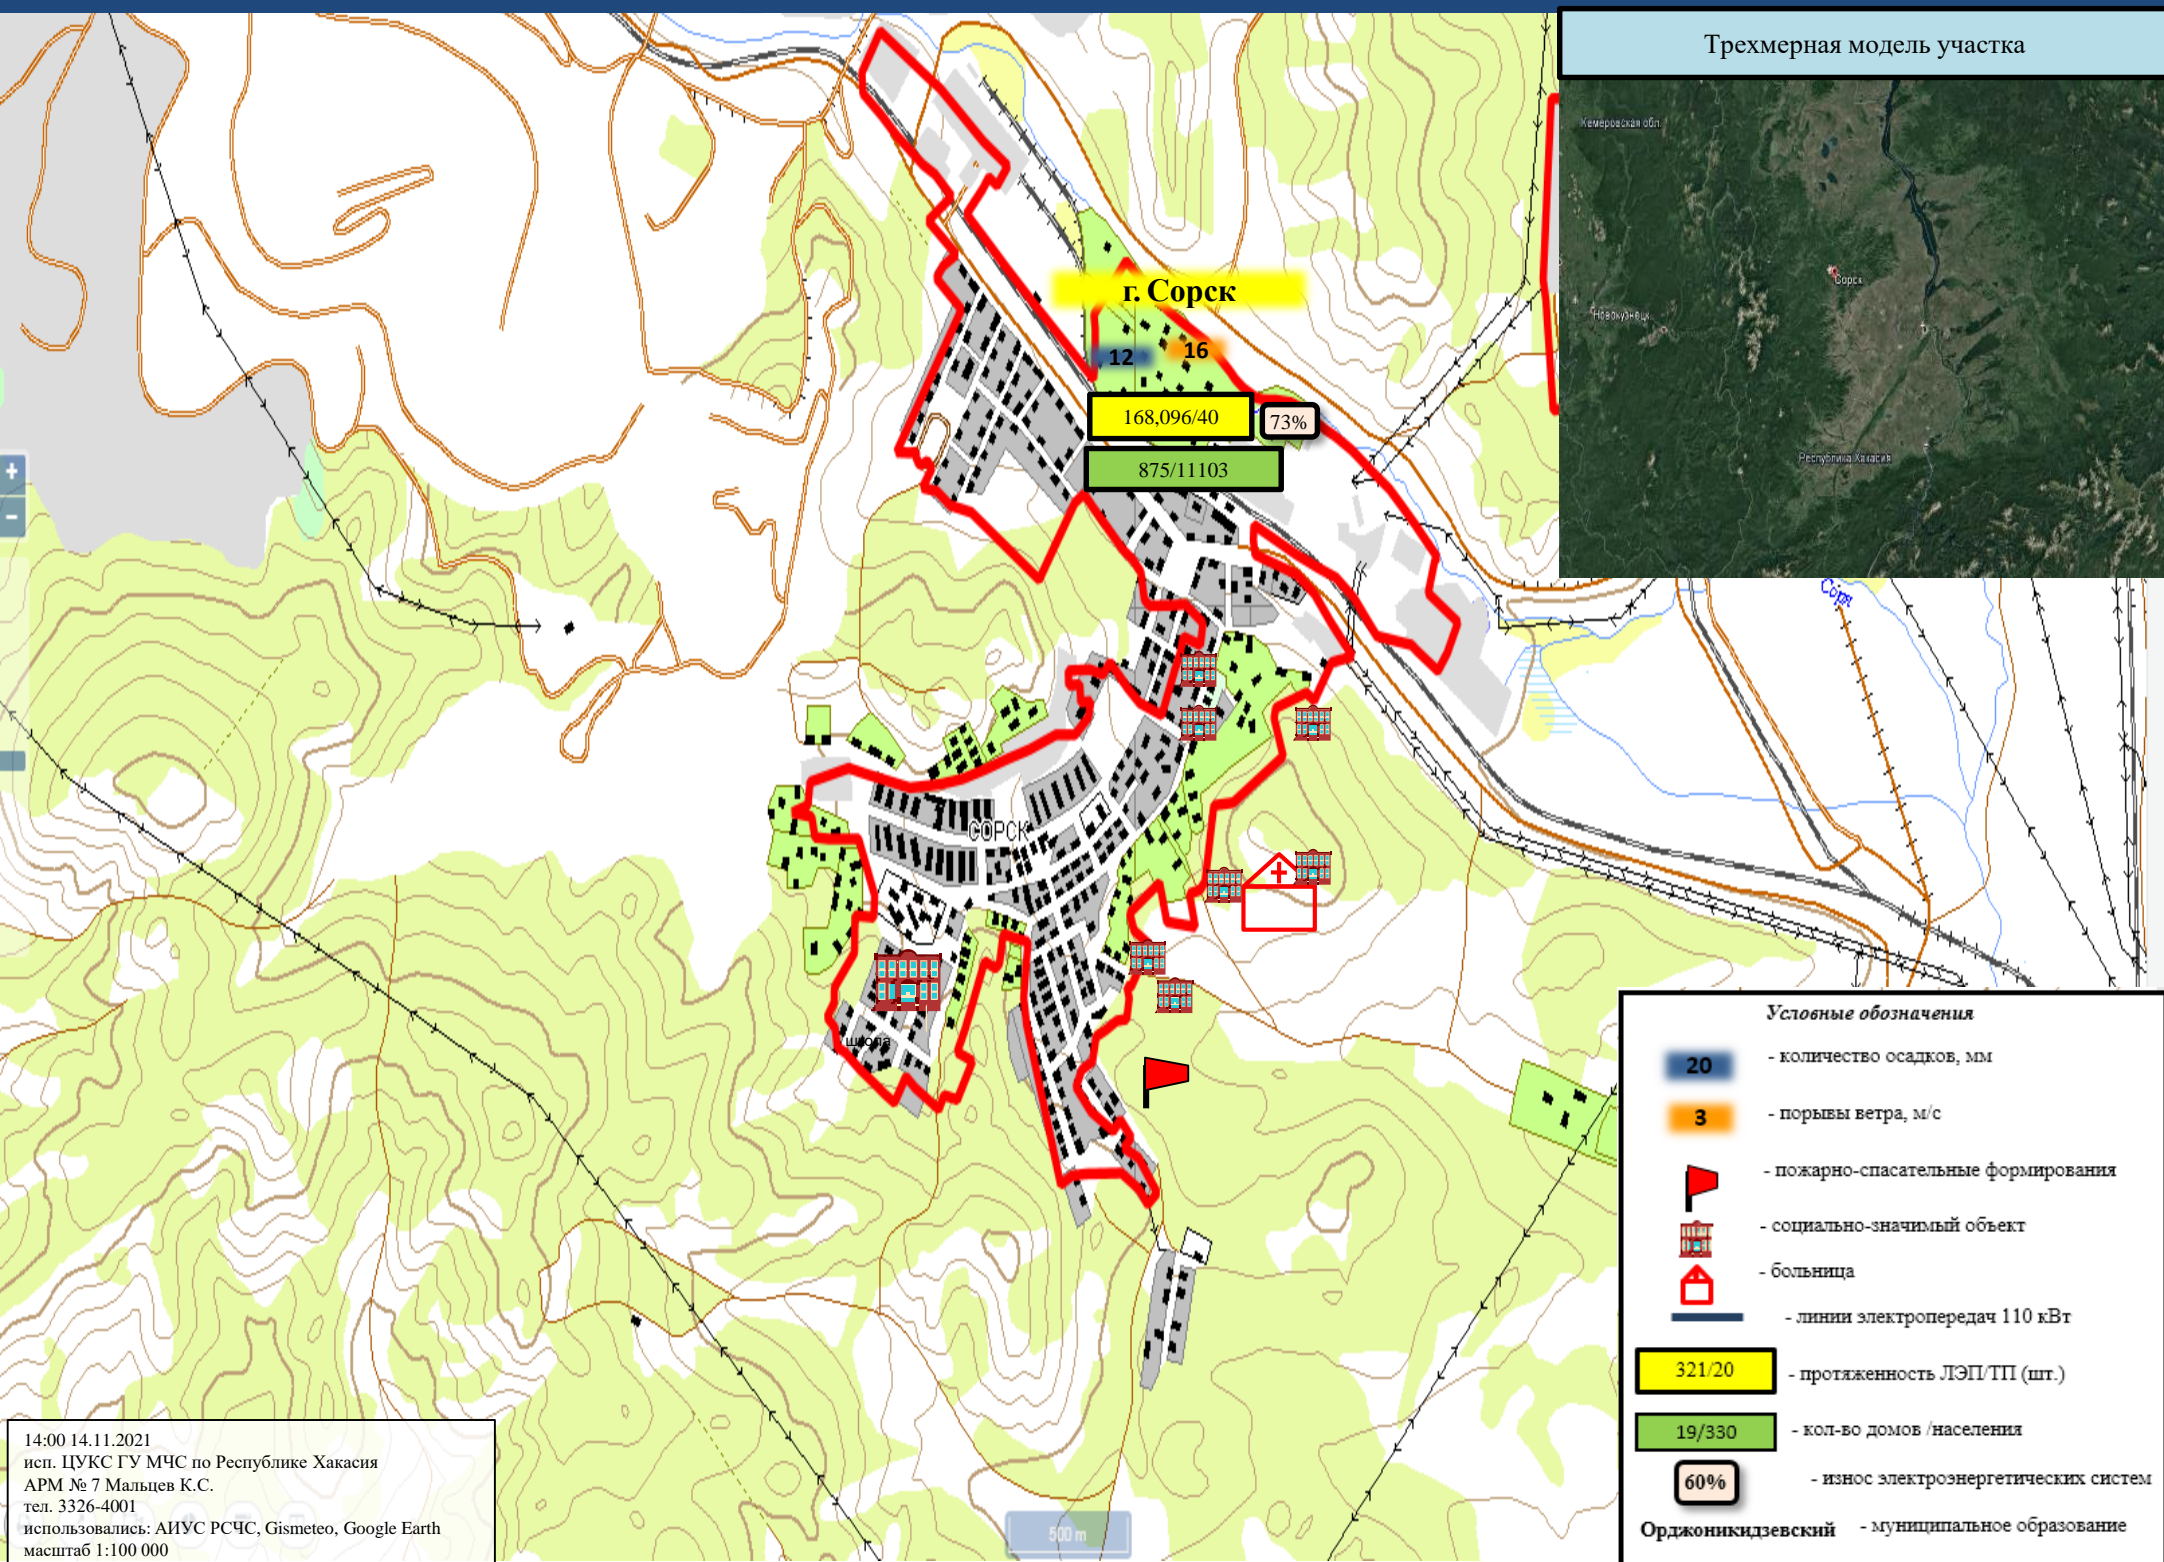 Трехмерная модель участка
Кемеровская обл.
Сорск
Новокузнецк
Республика Хакасия
г. Сорск
12
16
168,096/40
73%
875/11103
+
-
СОРСК
школа
Условные обозначения
20 - количество осадков, мм
3 - порывы ветра, м/с
- пожарно-спасательные формирования
- социально-значимый объект
- больница
- линии электропередач 110 кВт
321/20 - протяженность ЛЭП/ТП (шт.)
19/330 - кол-во домов /населения
60% - износ электроэнергетических систем
Орджоникидзевский - муниципальное образование
14:00 14.11.2021
исп. ЦУКС ГУ МЧС по Республике Хакасия
АРМ № 7 Мальцев К.С.
тел. 3326-4001
использовались: АИУС РСЧС, Gismeteo, Google Earth
масштаб 1:100 000
500 m